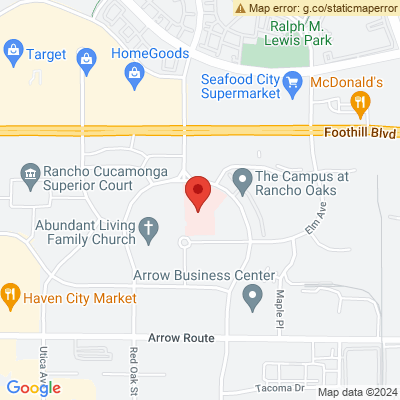 Map error: g.co/staticmaperror
Ralph M.
Lewis Park
HomeGoods
Target
Seafood City
Supermarket
McDonald's
Foothill Blvd
Rancho Cucamonga
Superior Court
The Campus at
Rancho Oaks
Elm Ave
Abundant Living
Family Church
Arrow Business Center
Haven City Market
Maple Pl
Arrow Route
Utica Ave
Red Oak St
Tacoma Dr
Google
Map data ©2024